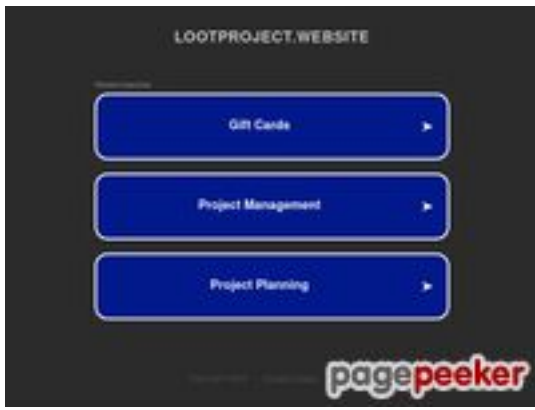 LOOTPROJECT.WEBSITE
Gift Cards
Project Management
Project Planning
pagepeeker